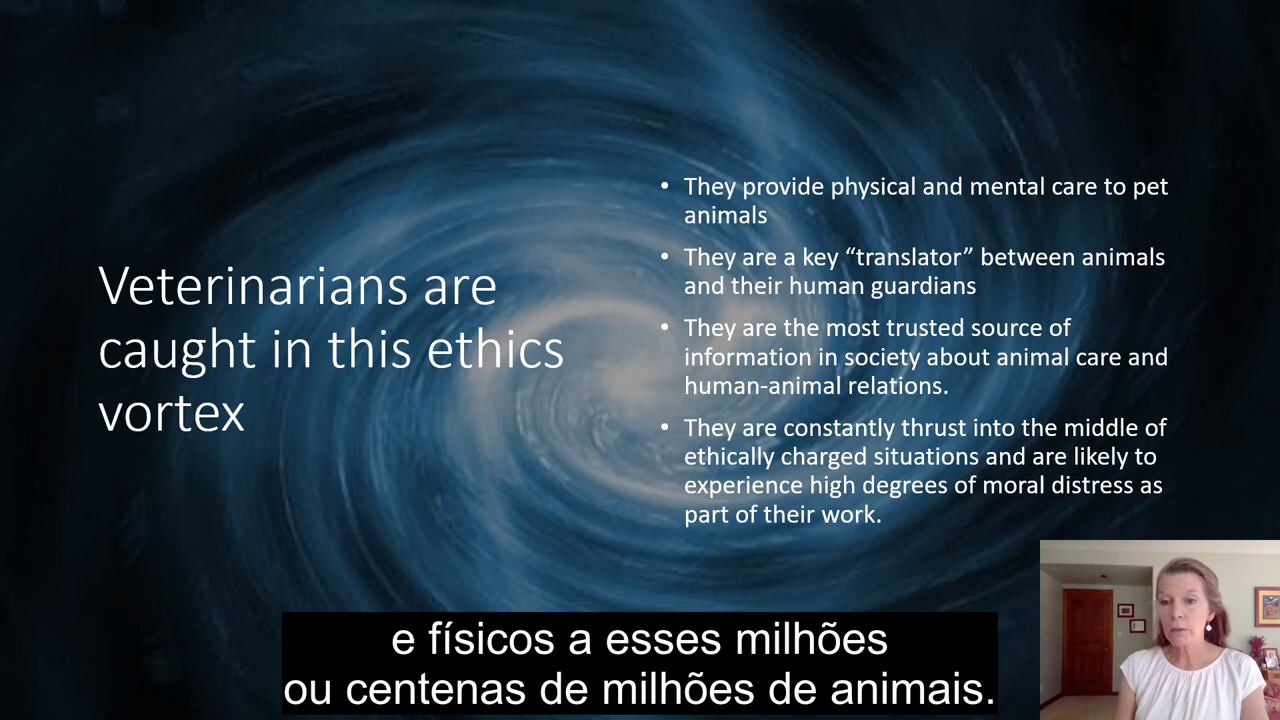 Veterinarians are
caught in this ethics
vortex
• They provide physical and mental care to pet
animals
• They are a key “translator” between animals
and their human guardians
• They are the most trusted source of
information in society about animal care and
human-animal relations.
• They are constantly thrust into the middle of
ethically charged situations and are likely to
experience high degrees of moral distress as
part of their work.
e físicos a esses milhões
ou centenas de milhões de animais.